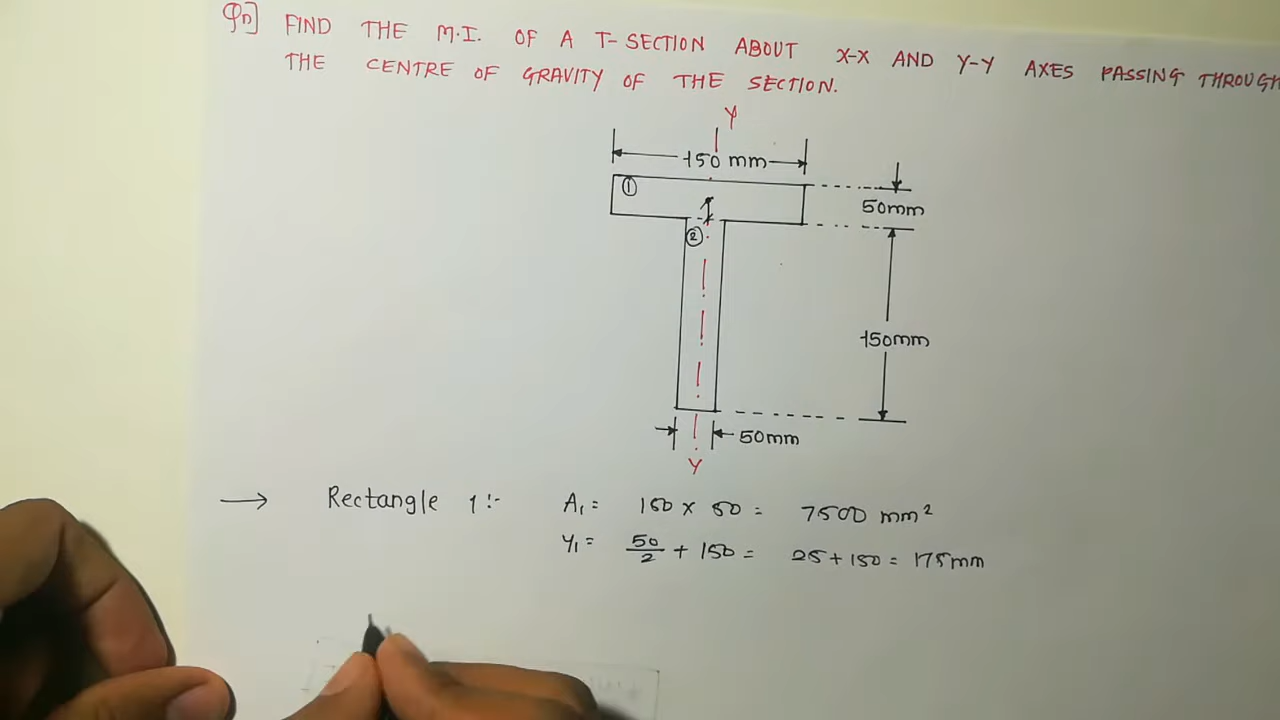 Qn] FIND THE M.I. OF A T-SECTION ABOUT X-X AND Y-Y AXES PASSING THROUGH
THE CENTRE OF GRAVITY OF THE SECTION.
Y
150 mm
①
50mm
②
150mm
50mm
Y
→ Rectangle 1:- A₁ = 150 × 50 = 7500 mm²
Y₁ = 50/2 + 150 = 25 + 150 = 175mm